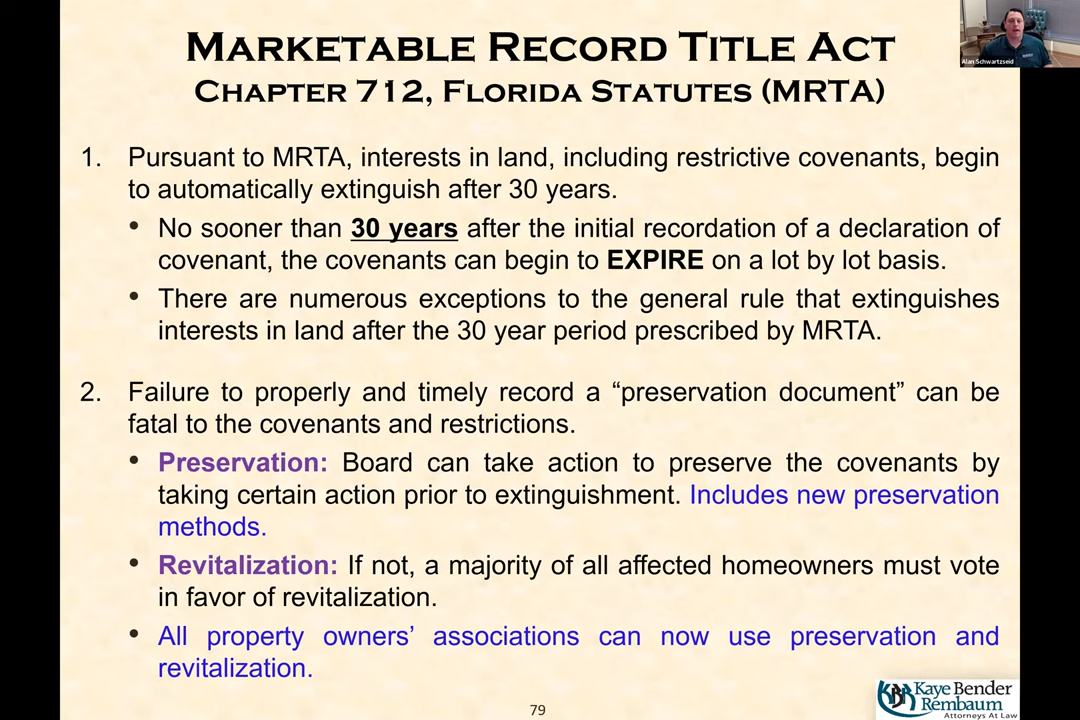 MARKETABLE RECORD TITLE ACT
CHAPTER 712, FLORIDA STATUTES (MRTA)
Alan Schwartzseid
1. Pursuant to MRTA, interests in land, including restrictive covenants, begin
to automatically extinguish after 30 years.
• No sooner than 30 years after the initial recordation of a declaration of
covenant, the covenants can begin to EXPIRE on a lot by lot basis.
• There are numerous exceptions to the general rule that extinguishes
interests in land after the 30 year period prescribed by MRTA.
2. Failure to properly and timely record a “preservation document” can be
fatal to the covenants and restrictions.
• Preservation: Board can take action to preserve the covenants by
taking certain action prior to extinguishment. Includes new preservation
methods.
• Revitalization: If not, a majority of all affected homeowners must vote
in favor of revitalization.
• All property owners’ associations can now use preservation and
revitalization.
79
KBR Kaye Bender
Rembaum
Attorneys At Law